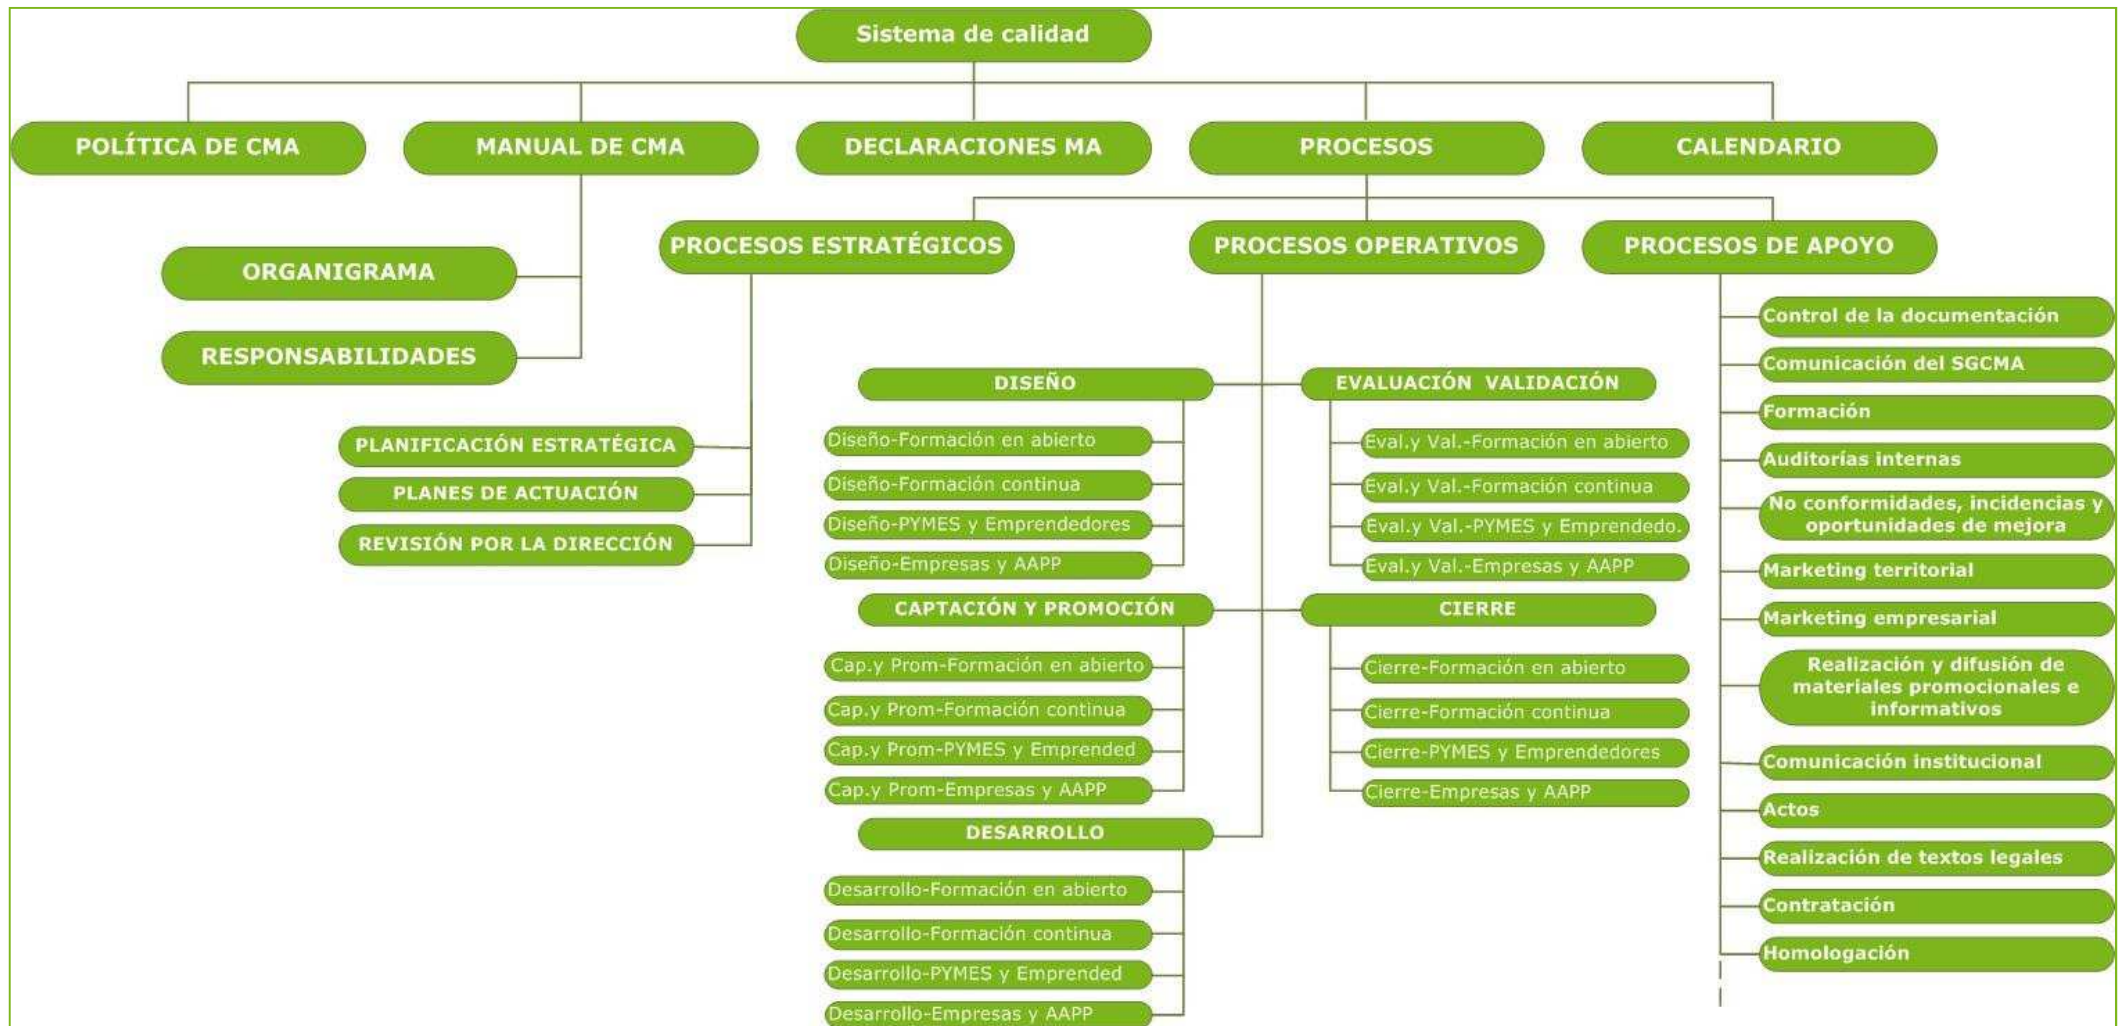 Sistema de calidad
POLÍTICA DE CMA
MANUAL DE CMA
DECLARACIONES MA
PROCESOS
CALENDARIO
ORGANIGRAMA
RESPONSABILIDADES
PROCESOS ESTRATÉGICOS
PROCESOS OPERATIVOS
PROCESOS DE APOYO
PLANIFICACIÓN ESTRATÉGICA
PLANES DE ACTUACIÓN
REVISIÓN POR LA DIRECCIÓN
DISEÑO
Diseño-Formación en abierto
Diseño-Formación continua
Diseño-PYMES y Emprendedores
Diseño-Empresas y AAPP
CAPTACIÓN Y PROMOCIÓN
Cap.y Prom-Formación en abierto
Cap.y Prom-Formación continua
Cap.y Prom-PYMES y Emprended
Cap.y Prom-Empresas y AAPP
DESARROLLO
Desarrollo-Formación en abierto
Desarrollo-Formación continua
Desarrollo-PYMES y Emprended
Desarrollo-Empresas y AAPP
EVALUACIÓN VALIDACIÓN
Eval.y Val.-Formación en abierto
Eval.y Val.-Formación continua
Eval.y Val.-PYMES y Emprendedo.
Eval.y Val.-Empresas y AAPP
CIERRE
Cierre-Formación en abierto
Cierre-Formación continua
Cierre-PYMES y Emprendedores
Cierre-Empresas y AAPP
Control de la documentación
Comunicación del SGCMA
Formación
Auditorías internas
No conformidades, incidencias y
oportunidades de mejora
Marketing territorial
Marketing empresarial
Realización y difusión de
materiales promocionales e
informativos
Comunicación institucional
Actos
Realización de textos legales
Contratación
Homologación